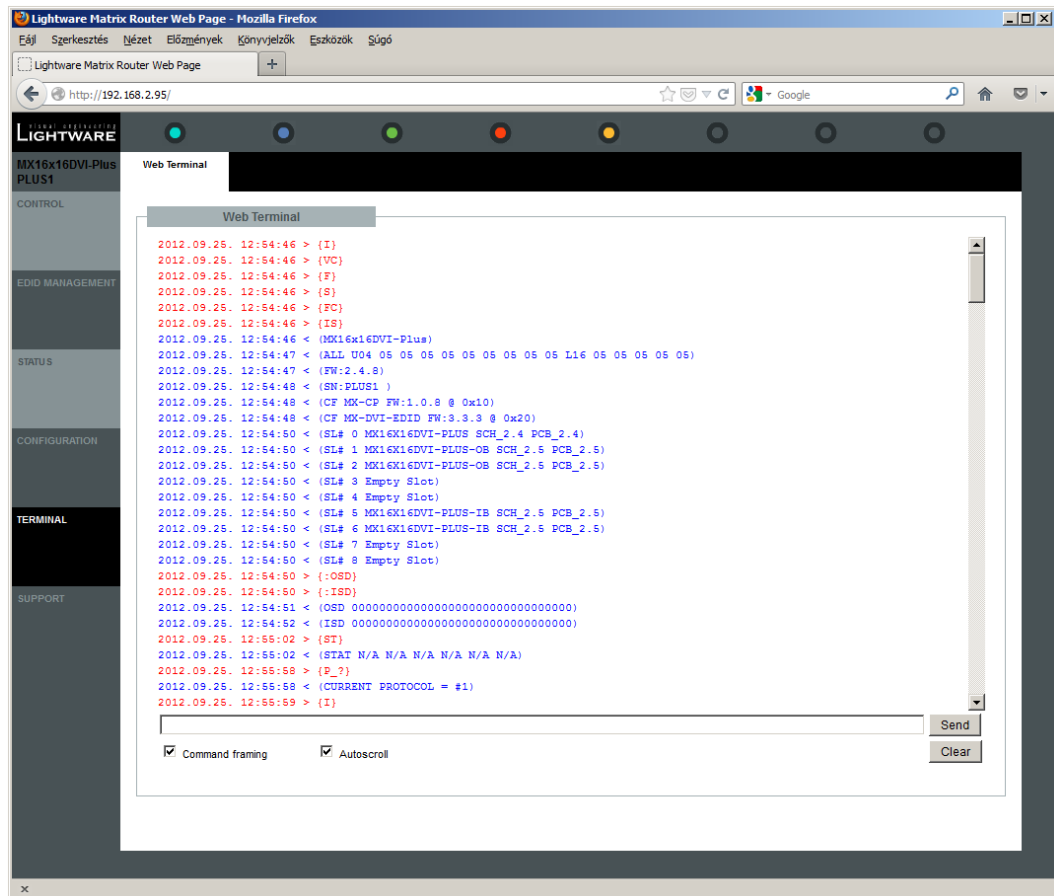 Lightware Matrix Router Web Page - Mozilla Firefox
Fájl Szerkesztés Nézet Előzmények Könyvjelzők Eszközök Súgó
Lightware Matrix Router Web Page +
http://192.168.2.95/ Google
visual engineering
LIGHTWARE
MX16x16DVI-Plus
PLUS1
Web Terminal
CONTROL
EDID MANAGEMENT
STATUS
CONFIGURATION
TERMINAL
SUPPORT
Web Terminal
2012.09.25. 12:54:46 > {I}
2012.09.25. 12:54:46 > {VC}
2012.09.25. 12:54:46 > {F}
2012.09.25. 12:54:46 > {S}
2012.09.25. 12:54:46 > {FC}
2012.09.25. 12:54:46 > {IS}
2012.09.25. 12:54:46 < (MX16x16DVI-Plus)
2012.09.25. 12:54:47 < (ALL U04 05 05 05 05 05 05 05 05 05 L16 05 05 05 05 05)
2012.09.25. 12:54:47 < (FW:2.4.8)
2012.09.25. 12:54:48 < (SN:PLUS1 )
2012.09.25. 12:54:48 < (CF MX-CP FW:1.0.8 @ 0x10)
2012.09.25. 12:54:48 < (CF MX-DVI-EDID FW:3.3.3 @ 0x20)
2012.09.25. 12:54:50 < (SL# 0 MX16X16DVI-PLUS SCH_2.4 PCB_2.4)
2012.09.25. 12:54:50 < (SL# 1 MX16X16DVI-PLUS-OB SCH_2.5 PCB_2.5)
2012.09.25. 12:54:50 < (SL# 2 MX16X16DVI-PLUS-OB SCH_2.5 PCB_2.5)
2012.09.25. 12:54:50 < (SL# 3 Empty Slot)
2012.09.25. 12:54:50 < (SL# 4 Empty Slot)
2012.09.25. 12:54:50 < (SL# 5 MX16X16DVI-PLUS-IB SCH_2.5 PCB_2.5)
2012.09.25. 12:54:50 < (SL# 6 MX16X16DVI-PLUS-IB SCH_2.5 PCB_2.5)
2012.09.25. 12:54:50 < (SL# 7 Empty Slot)
2012.09.25. 12:54:50 < (SL# 8 Empty Slot)
2012.09.25. 12:54:50 > {:OSD}
2012.09.25. 12:54:50 > {:ISD}
2012.09.25. 12:54:51 < (OSD 00000000000000000000000000000000)
2012.09.25. 12:54:52 < (ISD 00000000000000000000000000000000)
2012.09.25. 12:55:02 > {ST}
2012.09.25. 12:55:02 < (STAT N/A N/A N/A N/A N/A N/A)
2012.09.25. 12:55:58 > {P_?}
2012.09.25. 12:55:58 < (CURRENT PROTOCOL = #1)
2012.09.25. 12:55:59 > {I}
Send
Command framing Autoscroll Clear